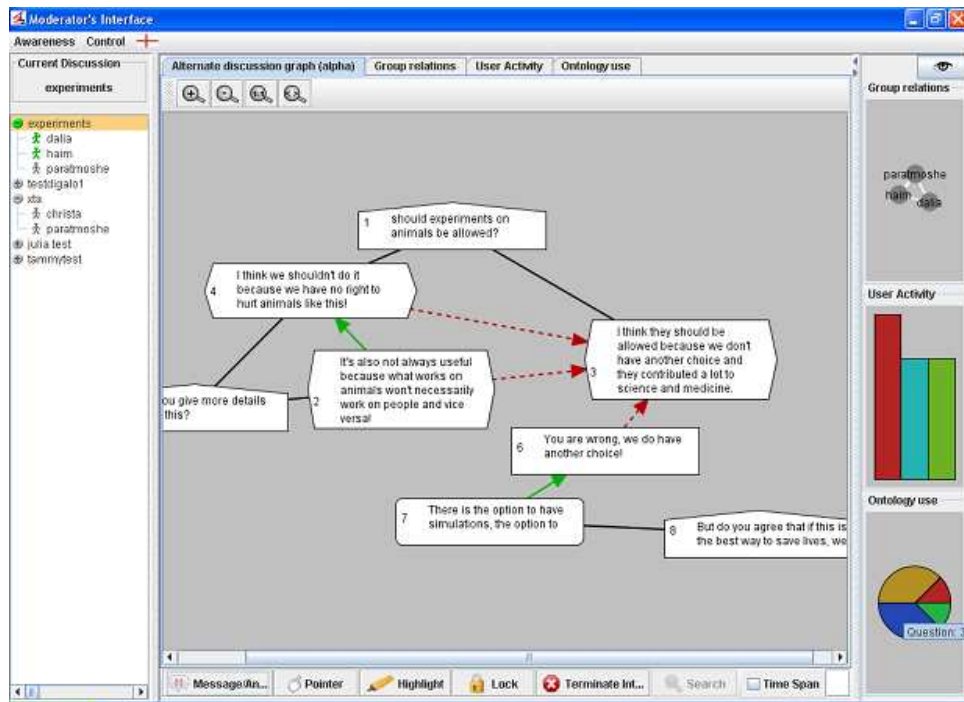 Moderator's Interface
Awareness Control
Current Discussion
experiments
experiments
dalia
haim
paratmoshe
testdigalo1
xta
christa
paratmoshe
julia test
tammytest
Alternate discussion graph (alpha) Group relations User Activity Ontology use
1 should experiments on
animals be allowed?
4 I think we shouldn't do it
because we have no right to
hurt animals like this!
3 I think they should be
allowed because we don't
have another choice and
they contributed a lot to
science and medicine.
2 It's also not always useful
because what works on
animals won't necessarily
work on people and vice
versa!
ou give more details
this?
6 You are wrong, we do have
another choice!
7 There is the option to have
simulations, the option to
8 But do you agree that if this is
the best way to save lives, we
Message/An... Pointer Highlight Lock Terminate Int... Search Time Span
Group relations
paratmoshe
haim
dalia
User Activity
Ontology use
Question: 3